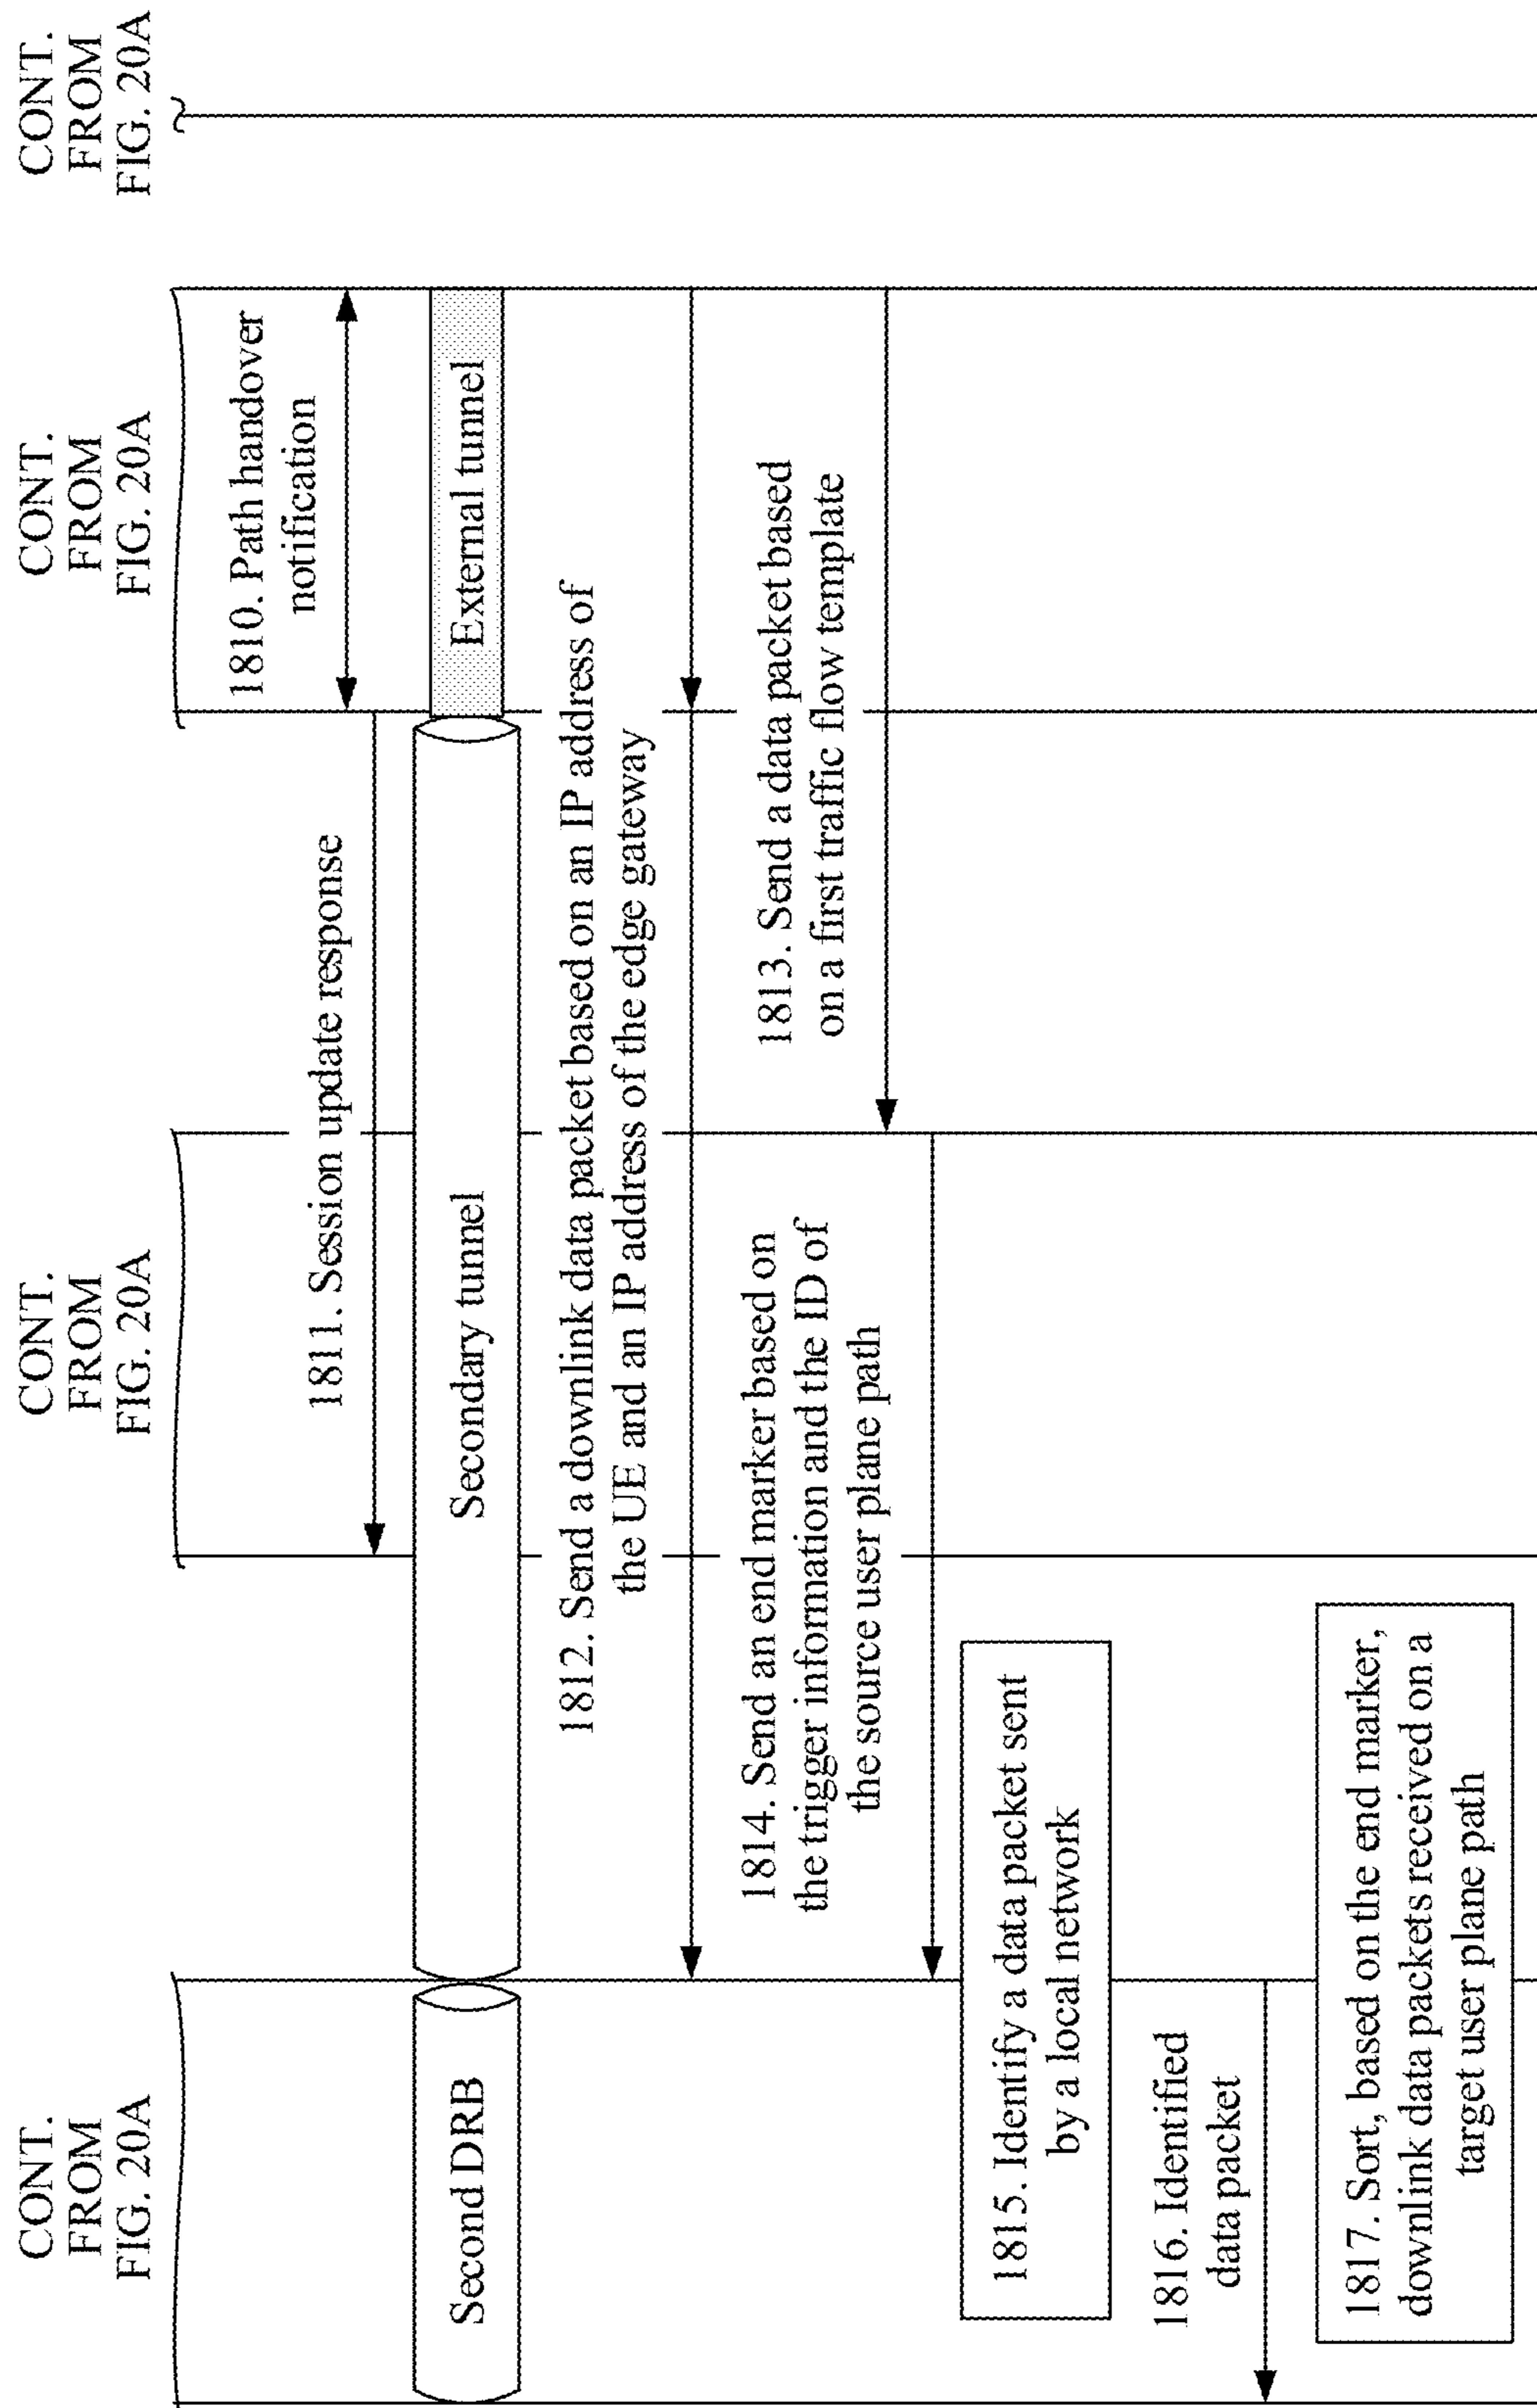 CONT.
FROM
FIG. 20A
CONT.
FROM
FIG. 20A
CONT.
FROM
FIG. 20A
CONT.
FROM
FIG. 20A
1810. Path handover
notification
1811. Session update response
Second DRB
Secondary tunnel
External tunnel
1812. Send a downlink data packet based on an IP address of
the UE and an IP address of the edge gateway
1813. Send a data packet based
on a first traffic flow template
1814. Send an end marker based on
the trigger information and the ID of
the source user plane path
1815. Identify a data packet sent
by a local network
1816. Identified
data packet
1817. Sort, based on the end marker,
downlink data packets received on a
target user plane path